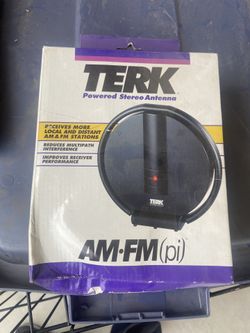 TERK
Powered Stereo Antenna
RECEIVES MORE
LOCAL AND DISTANT
AM & FM STATIONS
REDUCES MULTIPATH
INTERFERENCE
IMPROVES RECEIVER
PERFORMANCE
TERK
AM•FM (pi)